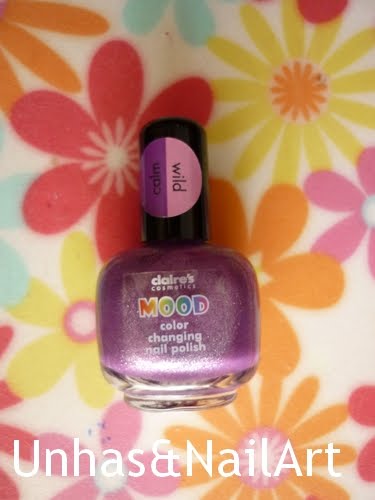 calm
wild
claire's
cosmetics
MOOD
color
changing
nail polish
Unhas&NailArt